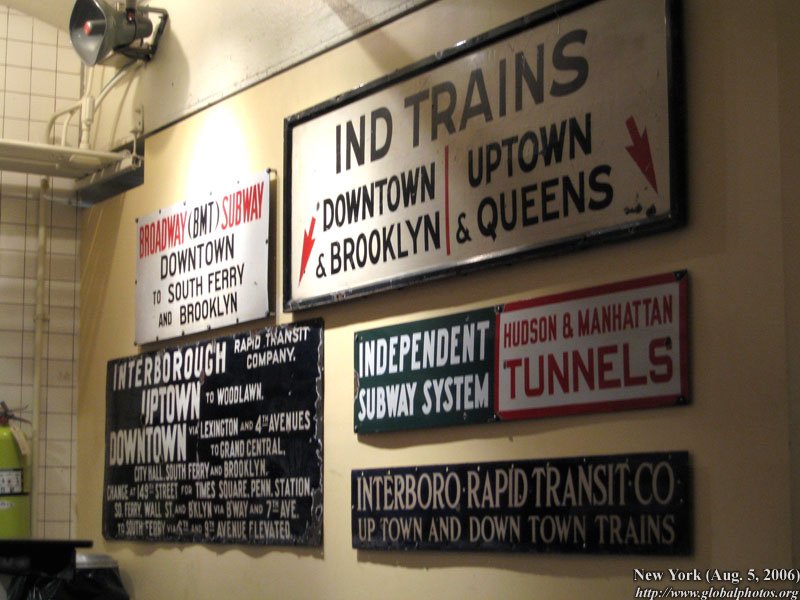 IND TRAINS
DOWNTOWN
& BROOKLYN
UPTOWN
& QUEENS
BROADWAY (BMT) SUBWAY
DOWNTOWN
TO SOUTH FERRY
AND BROOKLYN
INTERBOROUGH RAPID TRANSIT COMPANY.
UPTOWN TO WOODLAWN.
DOWNTOWN VIA LEXINGTON AND 4TH AVENUES
TO GRAND CENTRAL,
CITY HALL, SOUTH FERRY AND BROOKLYN.
CHANGE AT 149TH STREET FOR TIMES SQUARE, PENN. STATION,
SO. FERRY, WALL ST. AND BKLYN VIA B'WAY AND 7TH AVE.
TO SOUTH FERRY VIA 6TH AND 9TH AVENUE ELEVATED.
INDEPENDENT
SUBWAY SYSTEM
HUDSON & MANHATTAN
TUNNELS
INTERBORO RAPID TRANSIT CO
UP TOWN AND DOWN TOWN TRAINS
New York (Aug. 5, 2006)
http://www.globalphotos.org